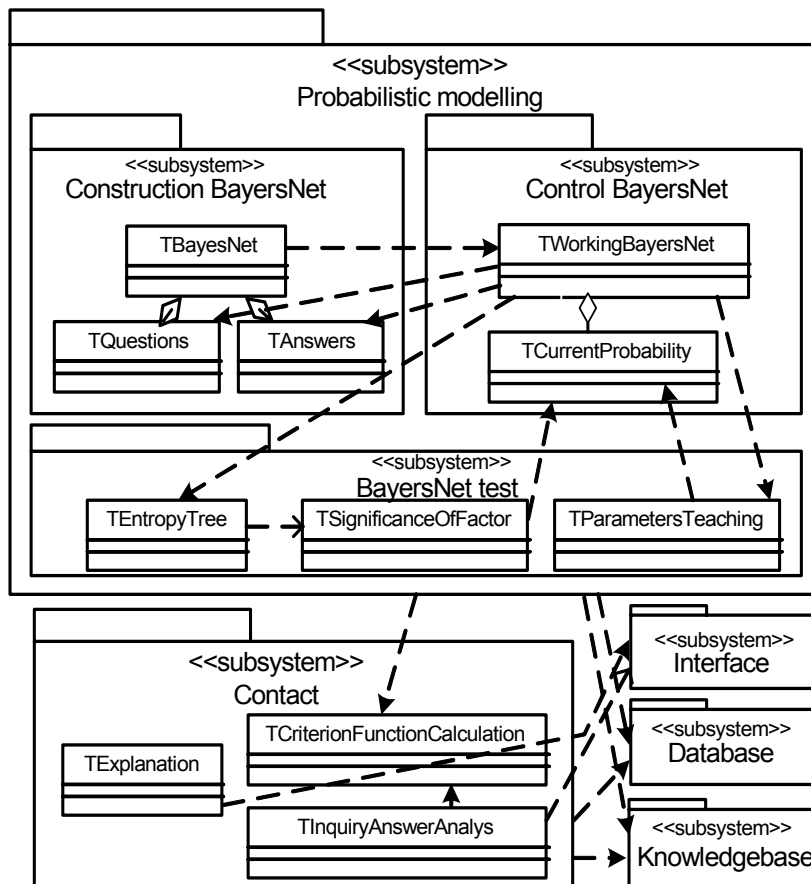 <<subsystem>>
Probabilistic modelling
<<subsystem>>
Construction BayersNet
<<subsystem>>
Control BayersNet
TBayesNet
TWorkingBayersNet
TQuestions
TAnswers
TCurrentProbability
<<subsystem>>
BayersNet test
TEntropyTree
TSignificanceOfFactor
TParametersTeaching
<<subsystem>>
Contact
<<subsystem>>
Interface
TCriterionFunctionCalculation
TExplanation
<<subsystem>>
Database
TInquiryAnswerAnalys
<<subsystem>>
Knowledgebase